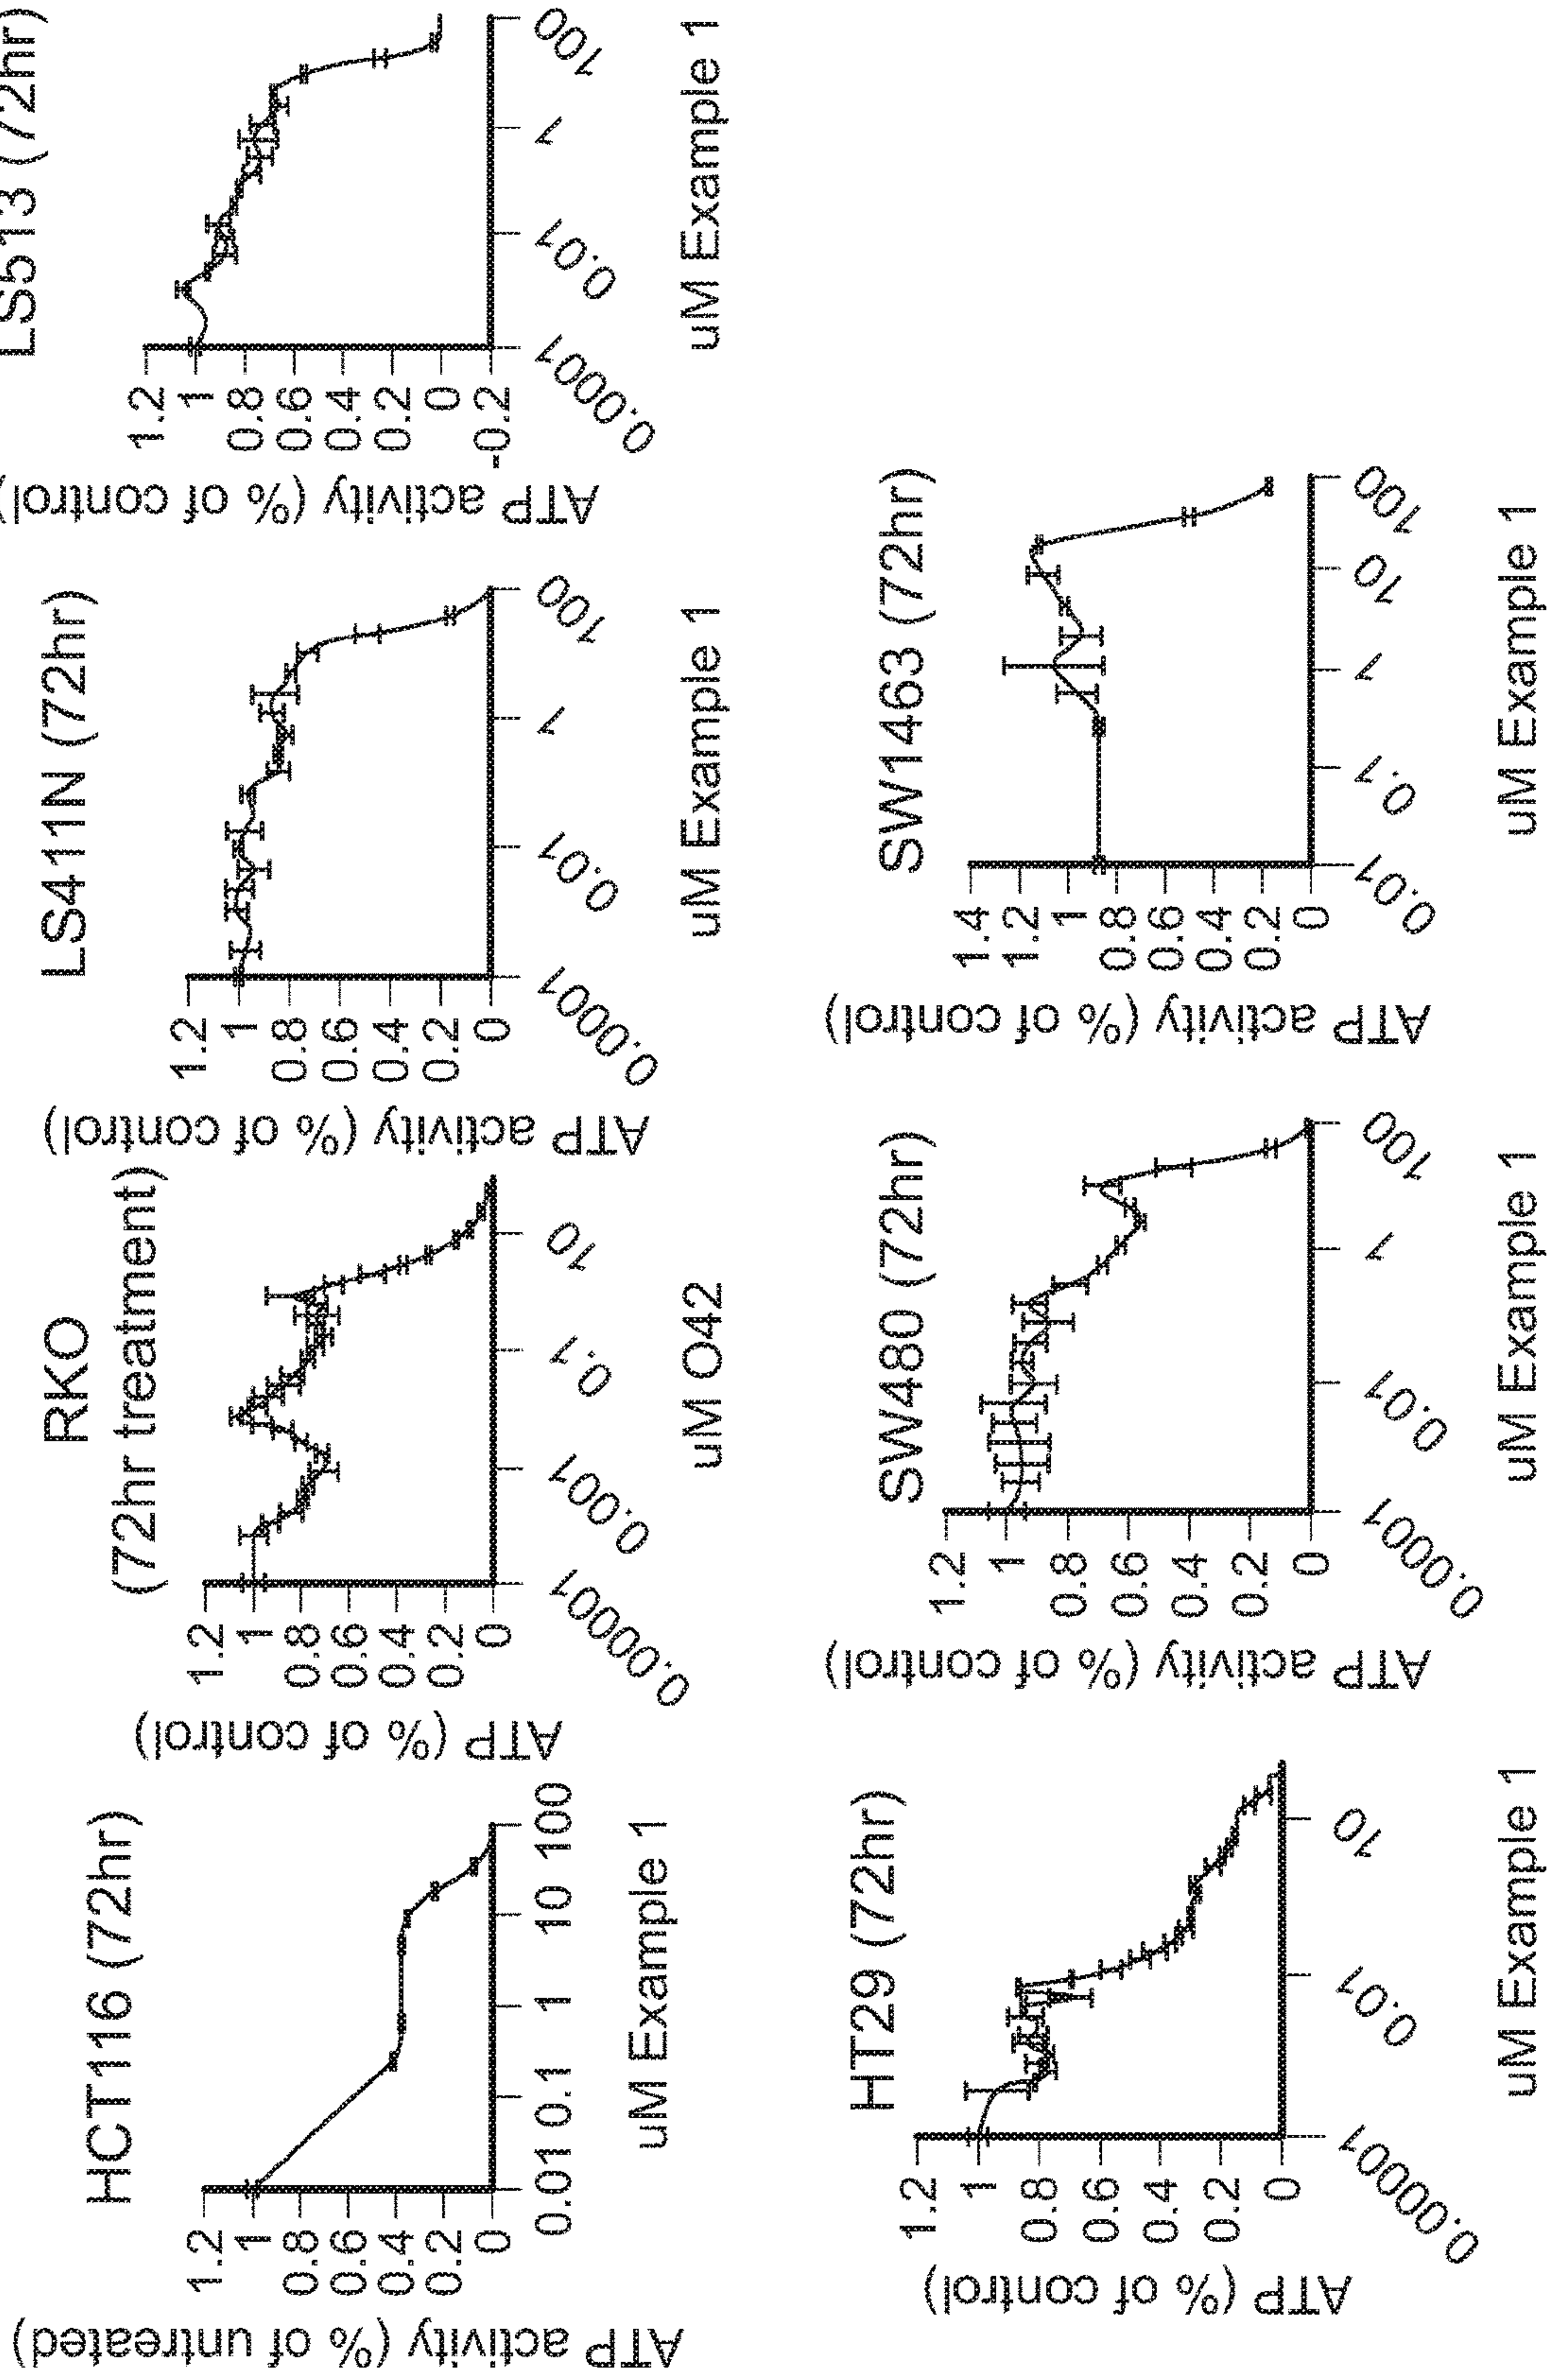 HCT116 (72hr)
ATP activity (% of untreated)
1.2
1
0.8
0.6
0.4
0.2
0
0.01 0.1 1 10 100
uM Example 1
RKO
(72hr treatment)
ATP (% of control)
1.2
1
0.8
0.6
0.4
0.2
0
0.00001 0.001 0.1 10
uM O42
LS411N (72hr)
ATP activity (% of control)
1.2
1
0.8
0.6
0.4
0.2
0
0.0001 0.01 1 100
uM Example 1
LS513 (72hr)
ATP activity (% of control)
1.2
1
0.8
0.6
0.4
0.2
0
-0.2
0.0001 0.01 1 100
uM Example 1
HT29 (72hr)
ATP (% of control)
1.2
1
0.8
0.6
0.4
0.2
0
0.00001 0.01 10
uM Example 1
SW480 (72hr)
ATP activity (% of control)
1.2
1
0.8
0.6
0.4
0.2
0
0.0001 0.01 1 100
uM Example 1
SW1463 (72hr)
ATP activity (% of control)
1.4
1.2
1
0.8
0.6
0.4
0.2
0
0.01 0.1 1 10 100
uM Example 1